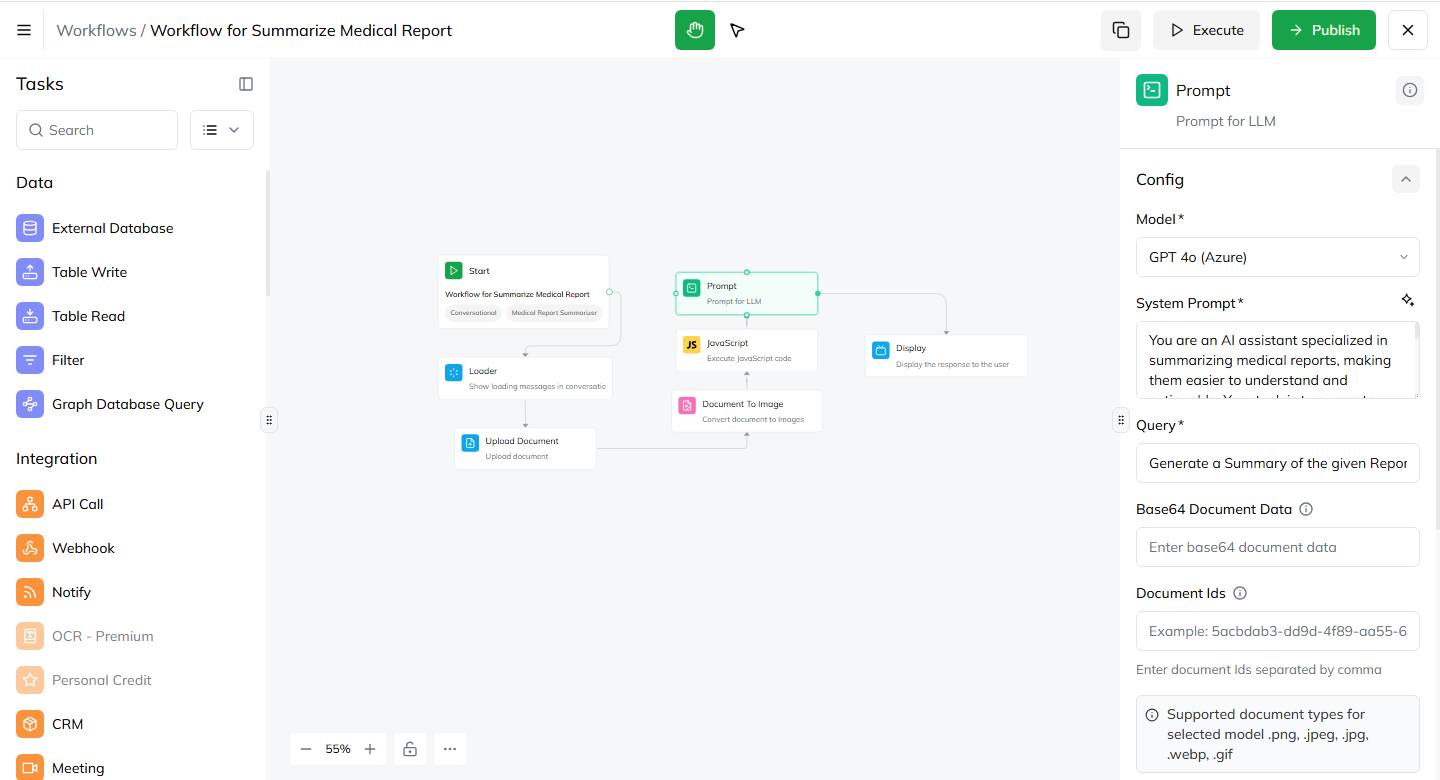 Workflows / Workflow for Summarize Medical Report
Execute
Publish
Tasks
Search
Data
External Database
Table Write
Table Read
Filter
Graph Database Query
Integration
API Call
Webhook
Notify
OCR - Premium
Personal Credit
CRM
Meeting
Start
Workflow for Summarize Medical Report
Conversational
Medical Report Summarizer
Loader
Show loading messages in conversatio
Upload Document
Upload document
Prompt
Prompt for LLM
JS
JavaScript
Execute JavaScript code
Document To Image
Convert document to Images
Display
Display the response to the user
55%
Prompt
Prompt for LLM
Config
Model*
GPT 4o (Azure)
System Prompt*
You are an AI assistant specialized in
summarizing medical reports, making
them easier to understand and
Query*
Generate a Summary of the given Repor
Base64 Document Data
Enter base64 document data
Document Ids
Example: 5acbdab3-dd9d-4f89-aa55-6
Enter document Ids separated by comma
Supported document types for
selected model .png, .jpeg, .jpg,
.webp, .gif